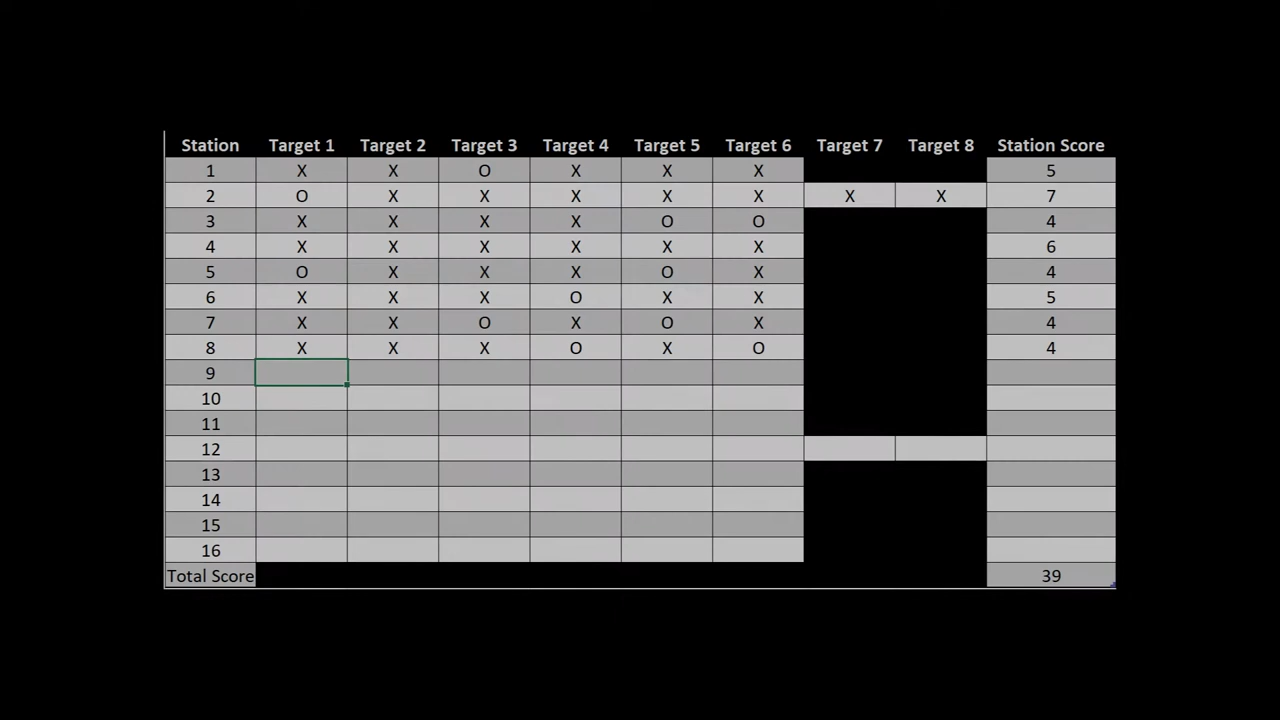 Station Target 1 Target 2 Target 3 Target 4 Target 5 Target 6 Target 7 Target 8 Station Score
1 X X O X X X 5
2 O X X X X X X X 7
3 X X X X O O 4
4 X X X X X X 6
5 O X X X O X 4
6 X X X O X X 5
7 X X O X O X 4
8 X X X O X O 4
9
10
11
12
13
14
15
16
Total Score 39